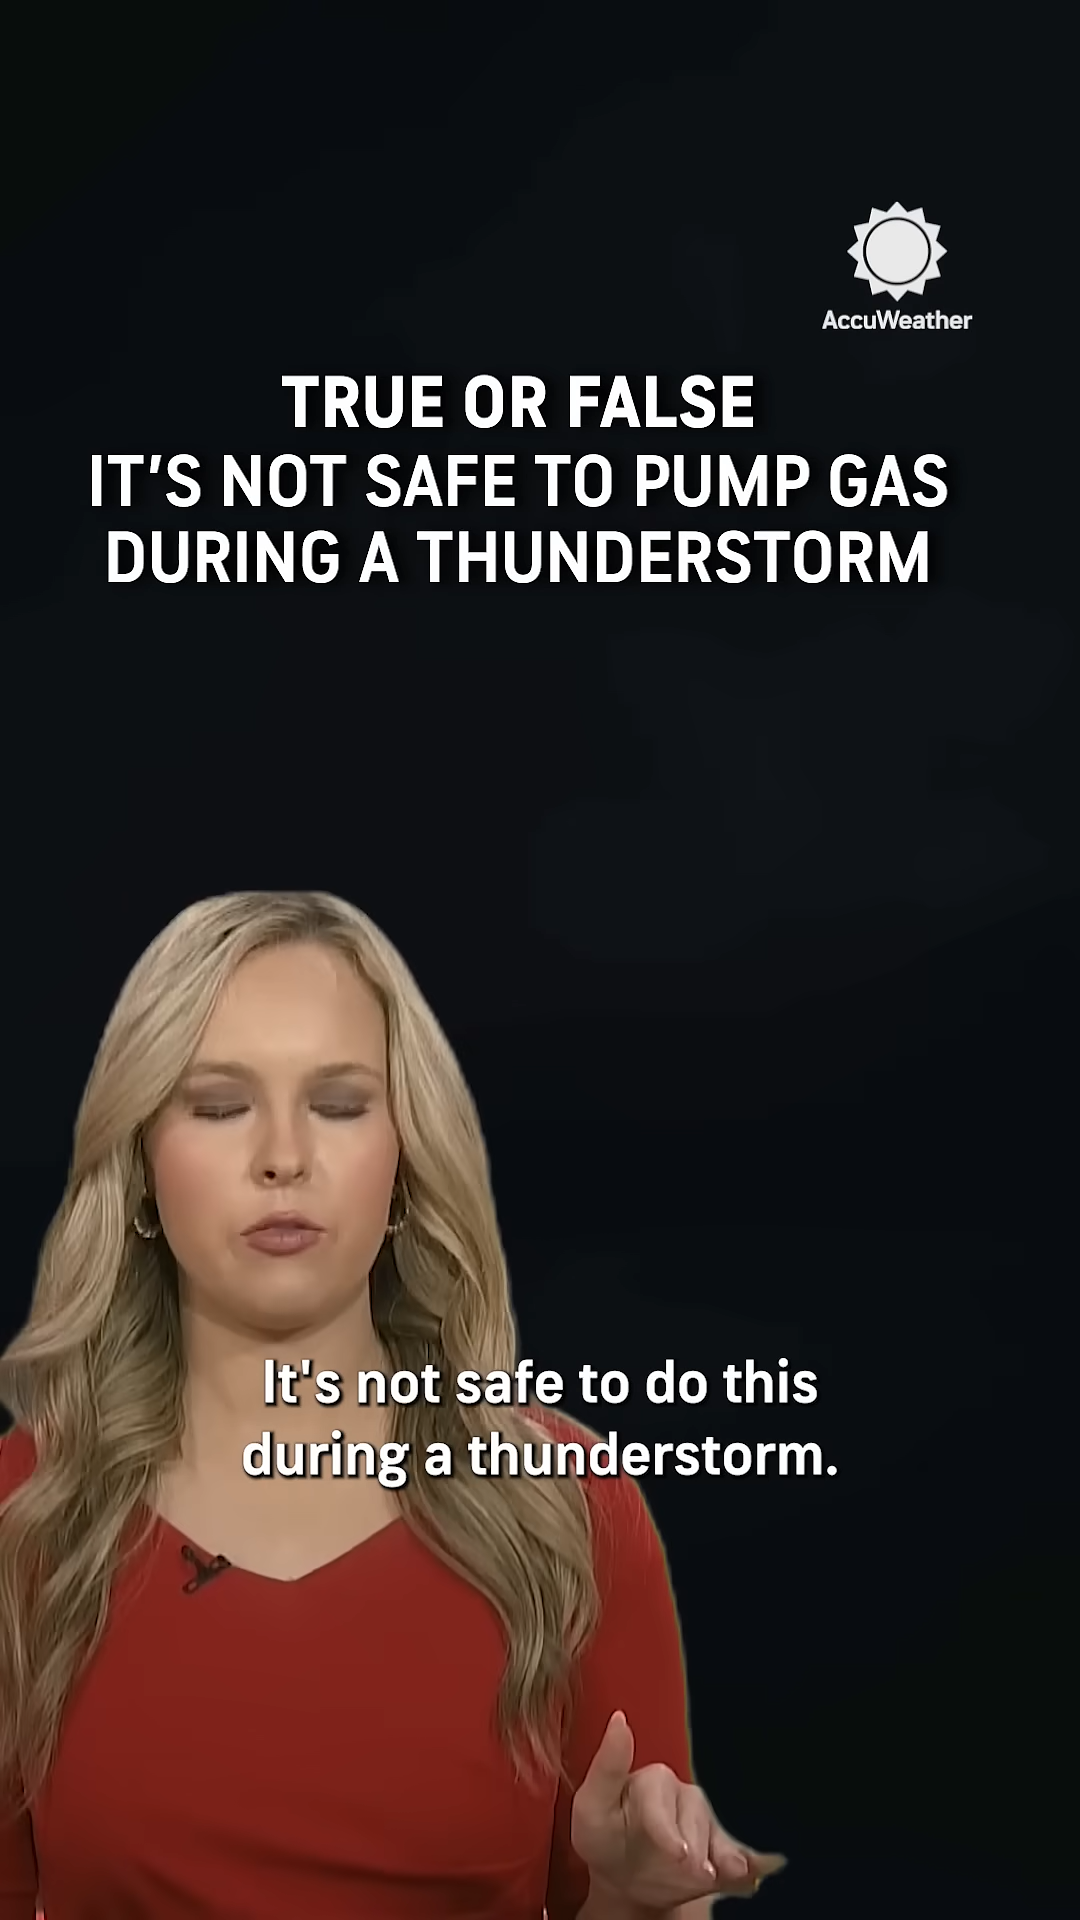 AccuWeather
TRUE OR FALSE
IT'S NOT SAFE TO PUMP GAS
DURING A THUNDERSTORM
It's not safe to do this
during a thunderstorm.